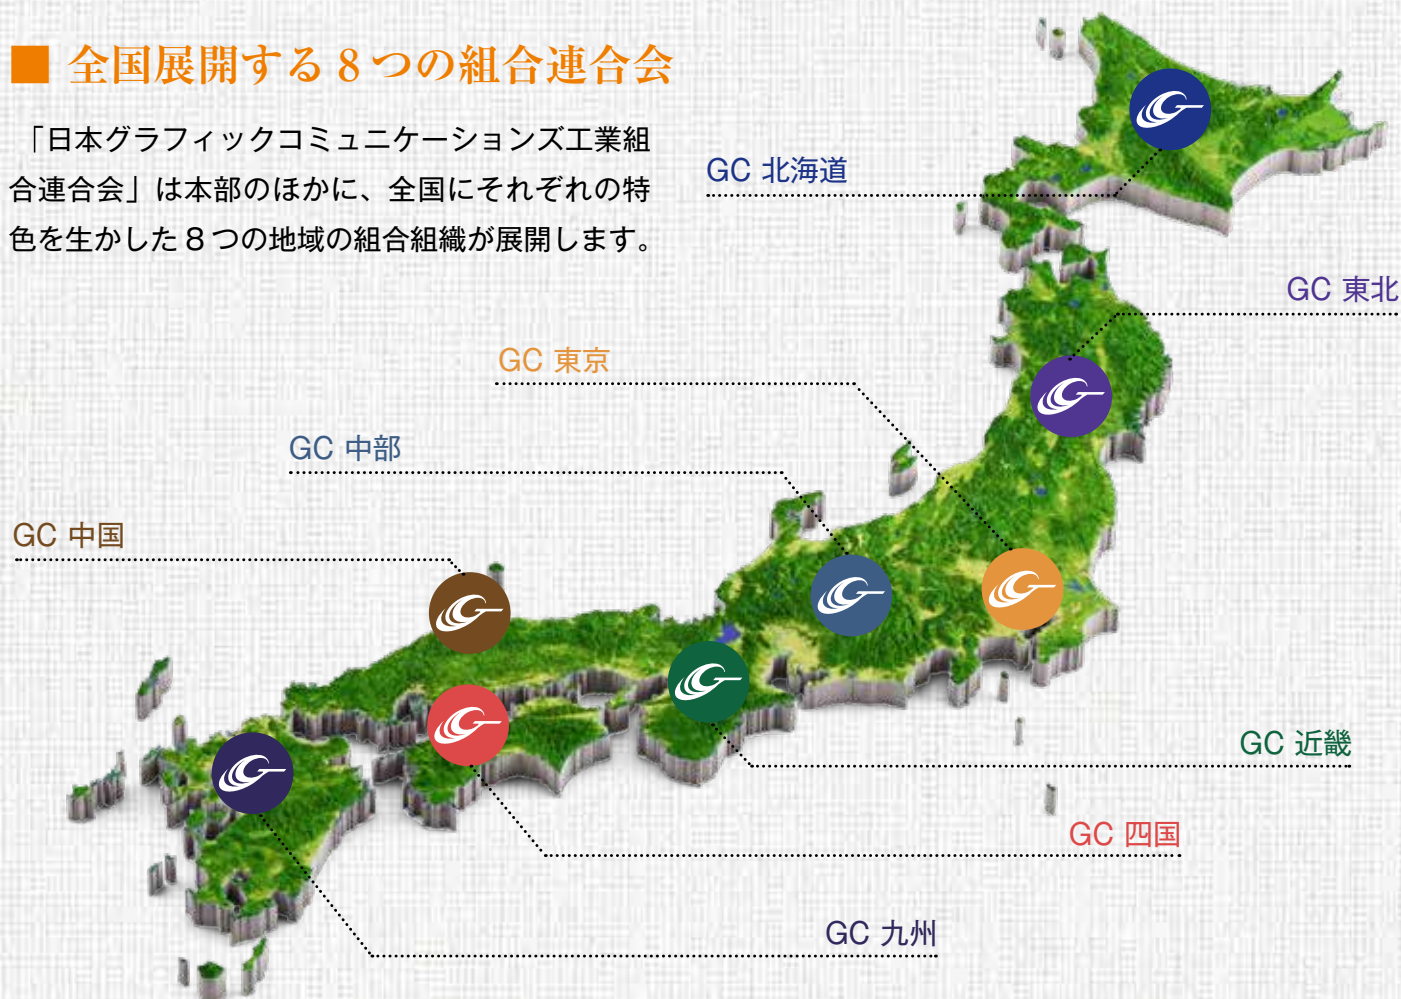 ■ 全国展開する８つの組合連合会
「日本グラフィックコミュニケーションズ工業組
合連合会」は本部のほかに、全国にそれぞれの特
色を生かした８つの地域の組合組織が展開します。
GC 北海道
GC 東北
GC 東京
GC 中部
GC 中国
GC 近畿
GC 四国
GC 九州